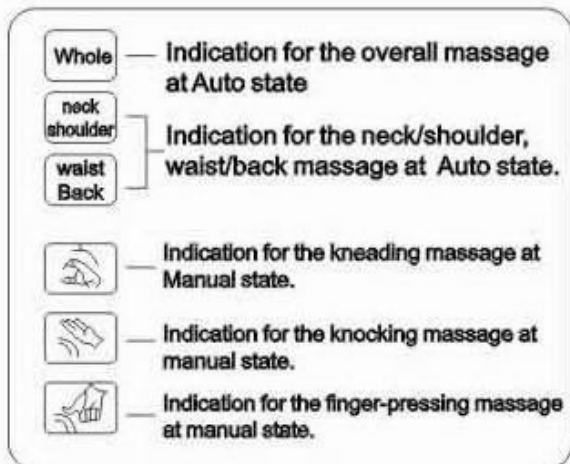 Whole
Indication for the overall massage
at Auto state
neck
shoulder
waist
Back
Indication for the neck/shoulder,
waist/back massage at Auto state.
Indication for the kneading massage at
Manual state.
Indication for the knocking massage at
manual state.
Indication for the finger-pressing massage
at manual state.